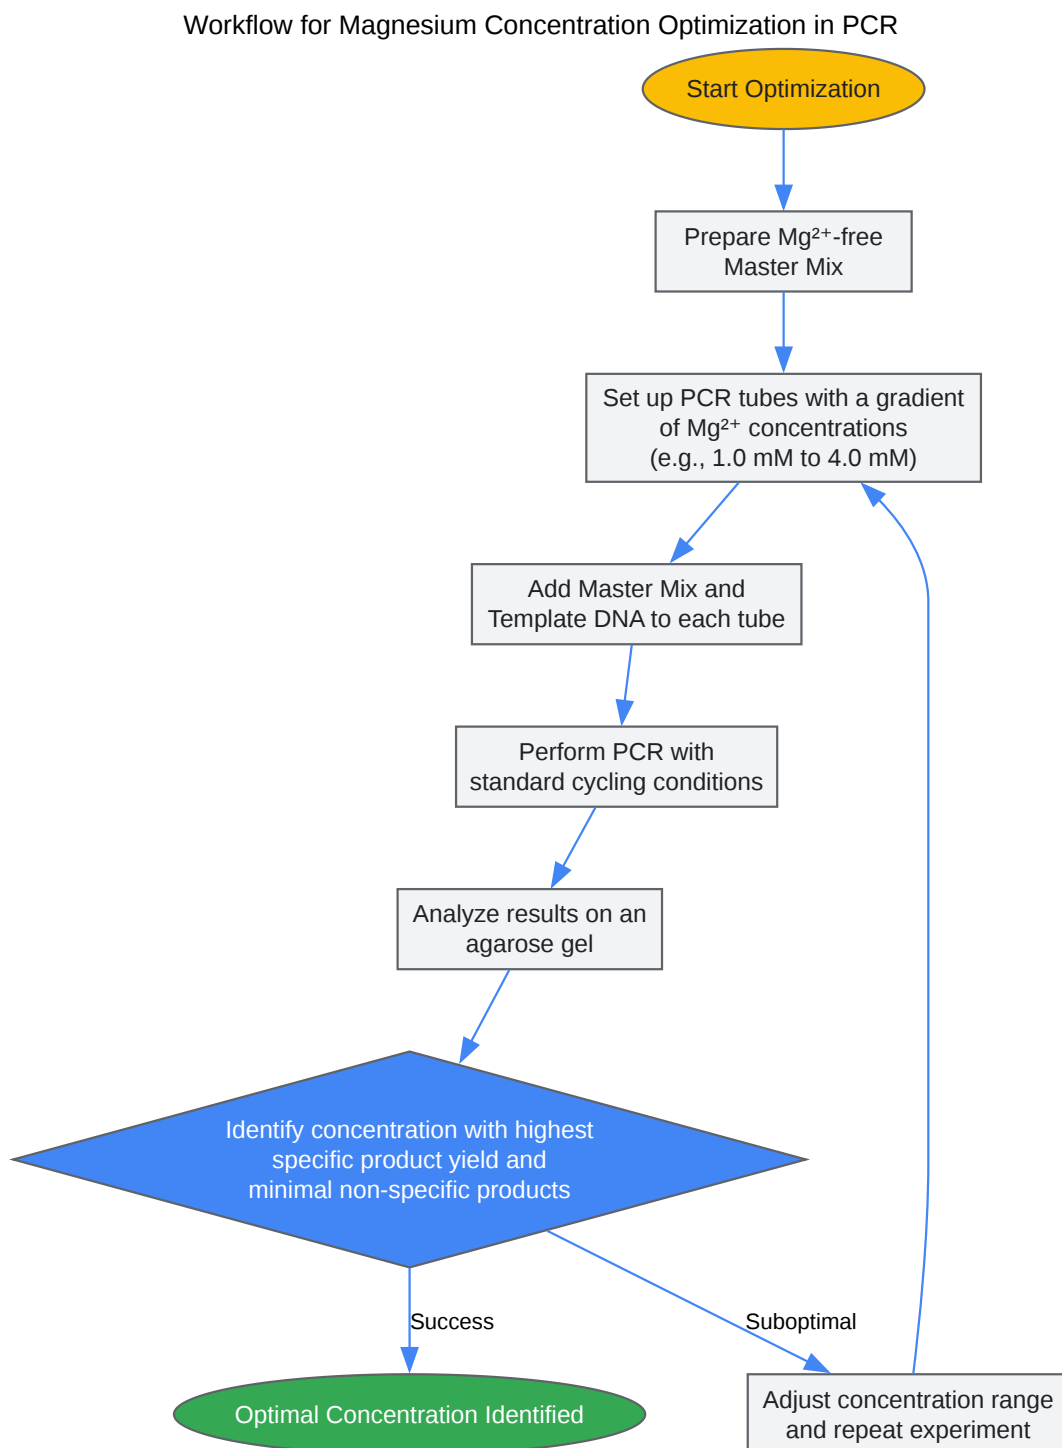 Workflow for Magnesium Concentration Optimization in PCR
Start Optimization
Prepare Mg²⁺-free
Master Mix
Set up PCR tubes with a gradient
of Mg²⁺ concentrations
(e.g., 1.0 mM to 4.0 mM)
Add Master Mix and
Template DNA to each tube
Perform PCR with
standard cycling conditions
Analyze results on an
agarose gel
Identify concentration with highest
specific product yield and
minimal non-specific products
Success
Suboptimal
Optimal Concentration Identified
Adjust concentration range
and repeat experiment